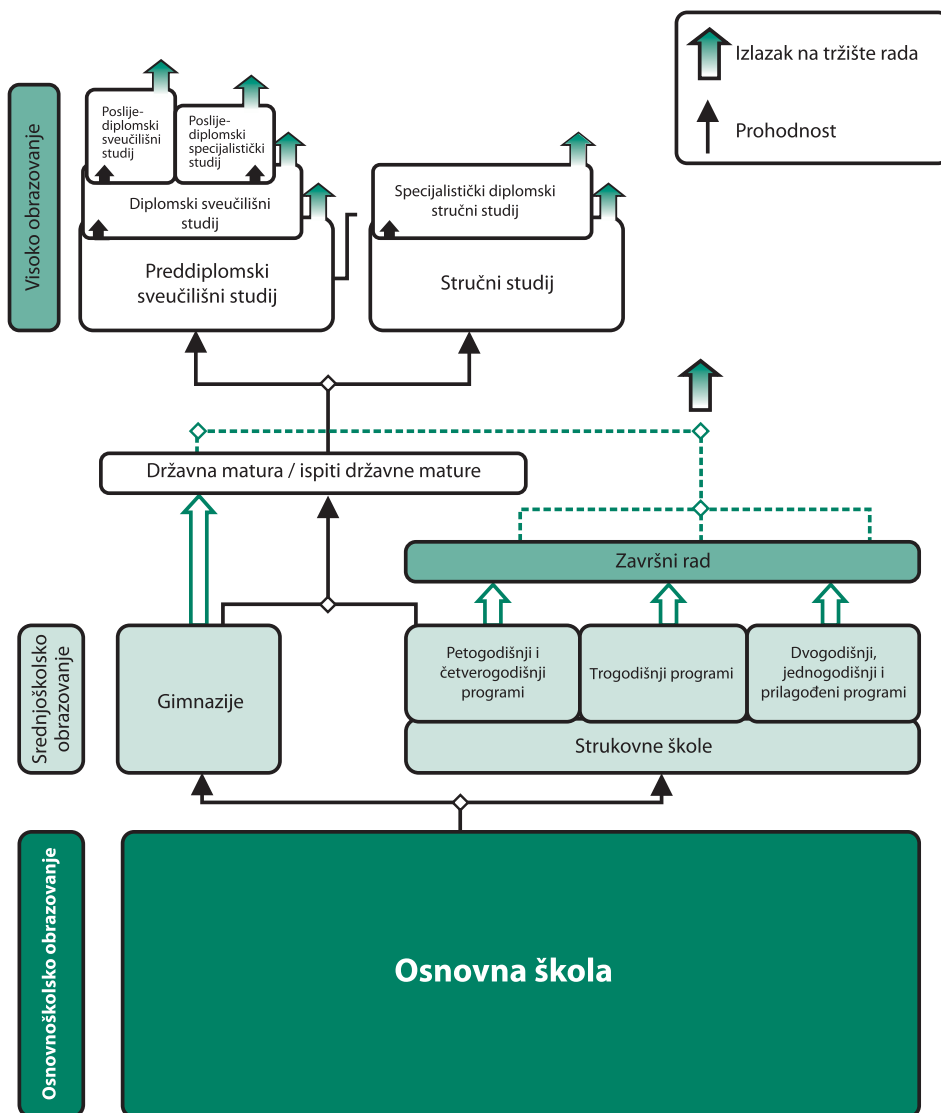 Izlazak na tržište rada
Prohodnost
Visoko obrazovanje
Poslije-
diplomski
sveučilišni
studij
Poslije-
diplomski
specijalistički
studij
Diplomski sveučilišni
studij
Preddiplomski
sveučilišni studij
Specijalistički diplomski
stručni studij
Stručni studij
Državna matura / ispiti državne mature
Završni rad
Srednjoškolsko
obrazovanje
Gimnazije
Petogodišnji i
četverogodišnji
programi
Trogodišnji programi
Dvogodišnji,
jednogodišnji i
prilagođeni programi
Strukovne škole
Osnovnoškolsko obrazovanje
Osnovna škola